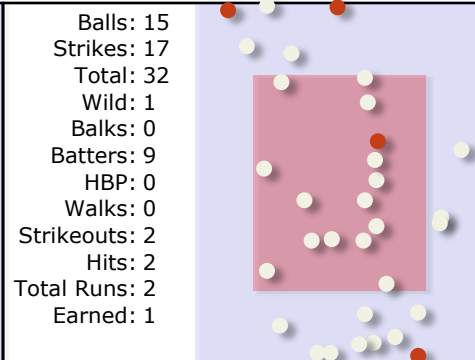 Balls: 15
Strikes: 17
Total: 32
Wild: 1
Balks: 0
Batters: 9
HBP: 0
Walks: 0
Strikeouts: 2
Hits: 2
Total Runs: 2
Earned: 1